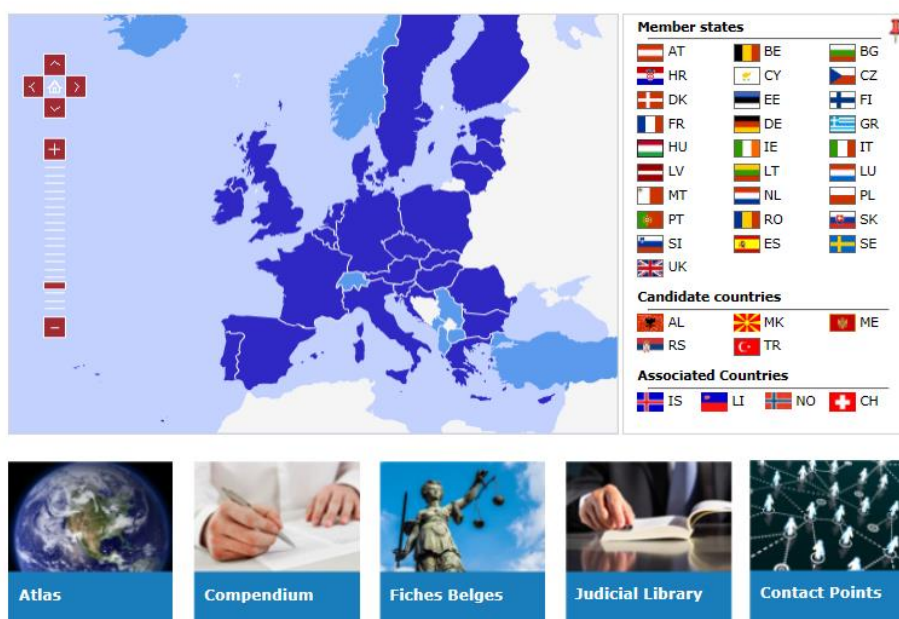 Member states
AT BE BG
HR CY CZ
DK EE FI
FR DE GR
HU IE IT
LV LT LU
MT NL PL
PT RO SK
SI ES SE
UK
Candidate countries
AL MK ME
RS TR
Associated Countries
IS LI NO CH
Atlas Compendium Fiches Belges Judicial Library Contact Points